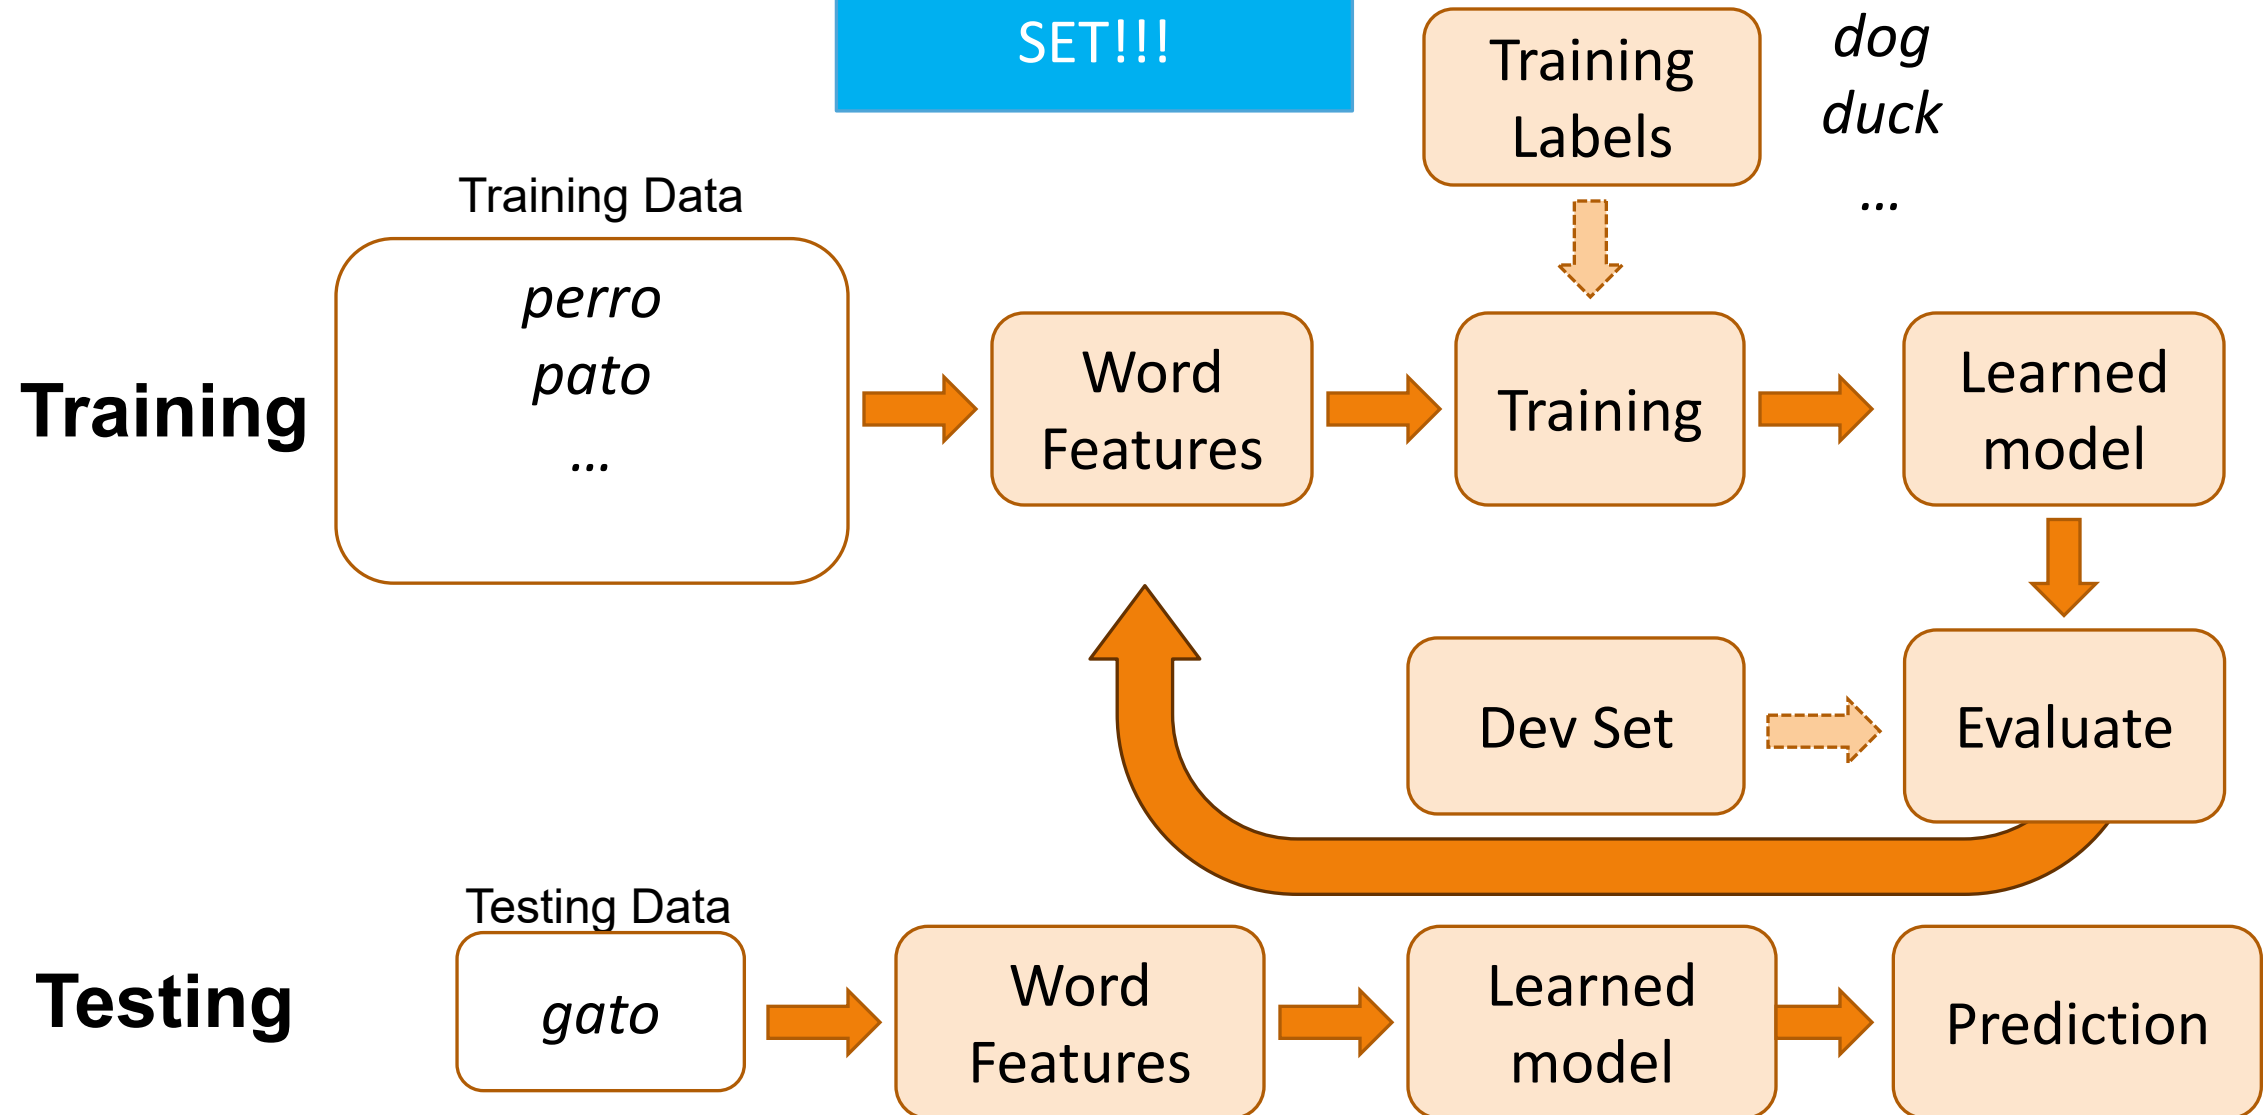 SET!!!
Training
Labels
dog
duck
...
Training Data
perro
pato
...
Training
Word
Features
Training
Learned
model
Dev Set
Evaluate
Testing Data
Testing
gato
Word
Features
Learned
model
Prediction